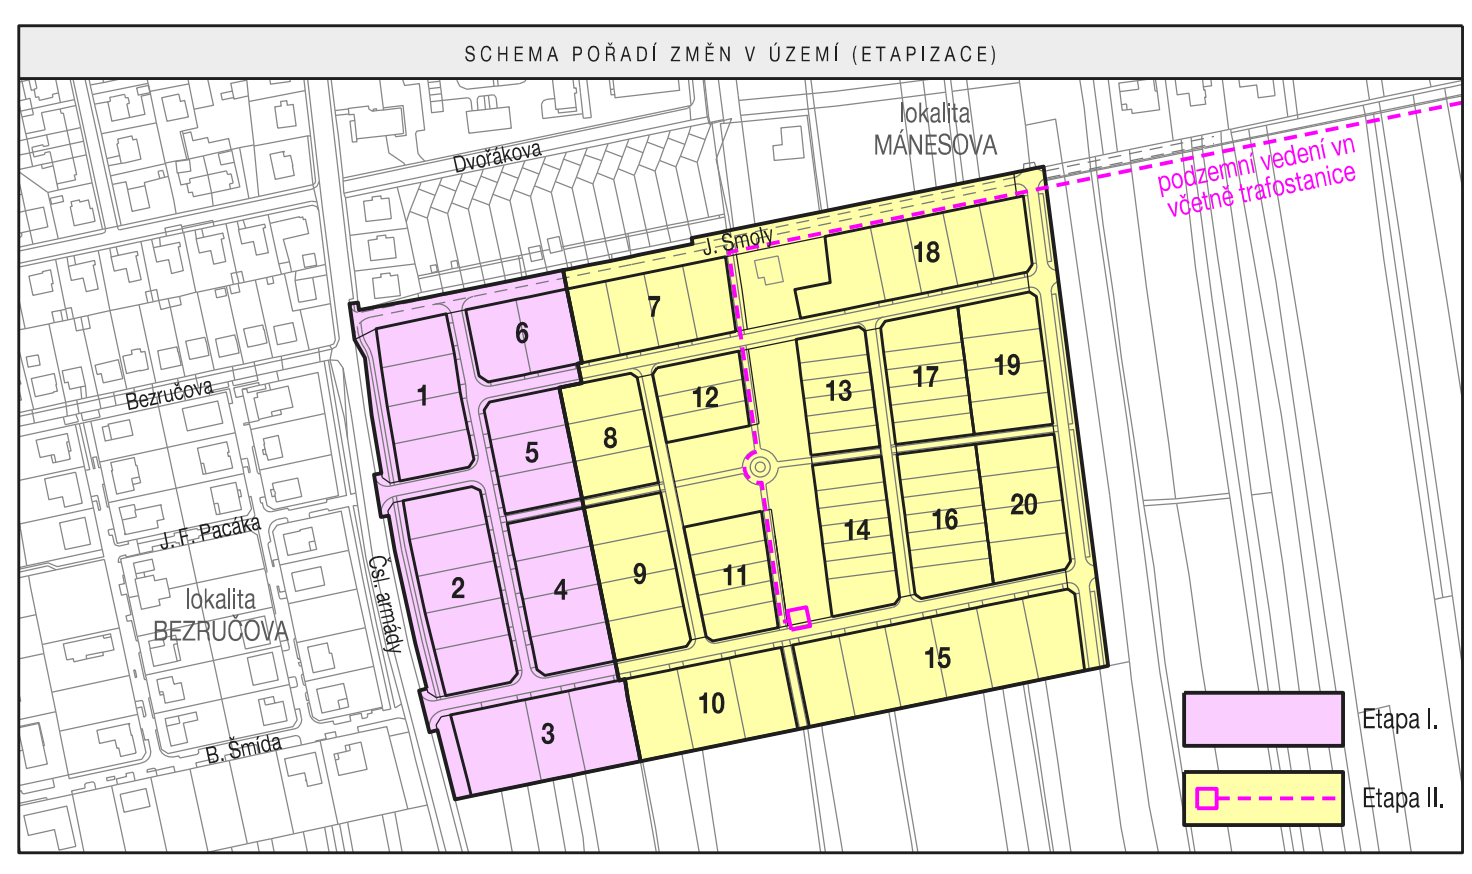 SCHEMA POŘADÍ ZMĚN V ÚZEMÍ (ETAPIZACE)
lokalita
MÁNESOVA
Dvořákova
podzemní vedení vn
včetně trafostanice
J. Šmoly
18
7
6
1
12
13
17
19
Bezručova
8
5
20
14
16
J. F. Pacáka
9
11
4
2
Čsl. armády
lokalita
BEZRUČOVA
15
10
3
B. Šmída
Etapa I.
Etapa II.